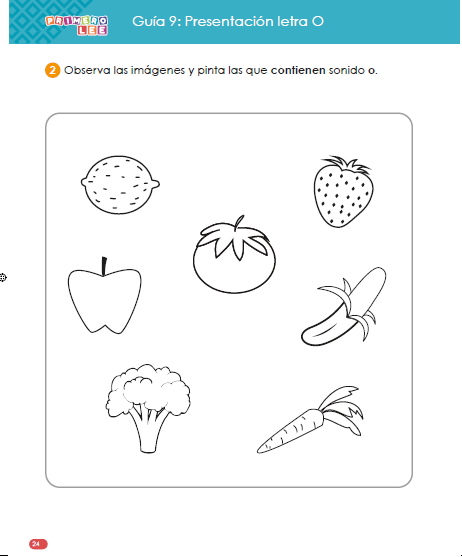 PRIMERO
LEE
Guía 9: Presentación letra O
2 Observa las imágenes y pinta las que contienen sonido o.
24